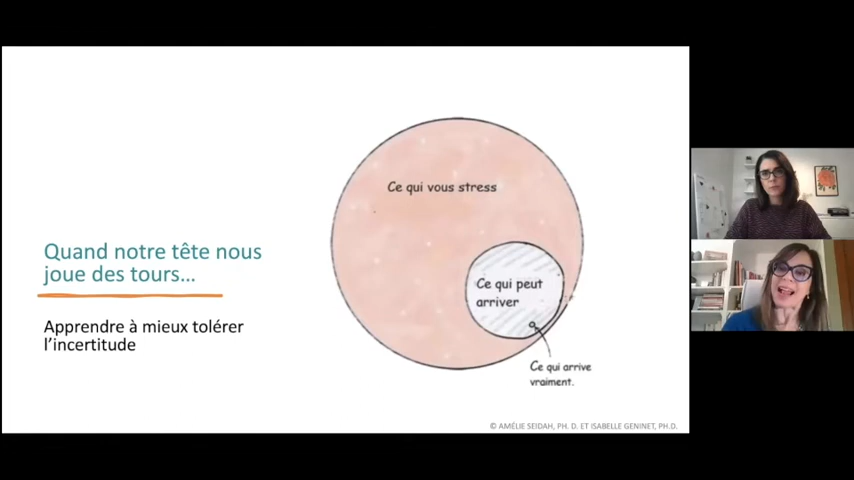 Quand notre tête nous
joue des tours...
Apprendre à mieux tolérer
l'incertitude
Ce qui vous stress
Ce qui peut
arriver
Ce qui arrive
vraiment.
© AMÉLIE SEIDAH, PH. D. ET ISABELLE GENINET, PH.D.